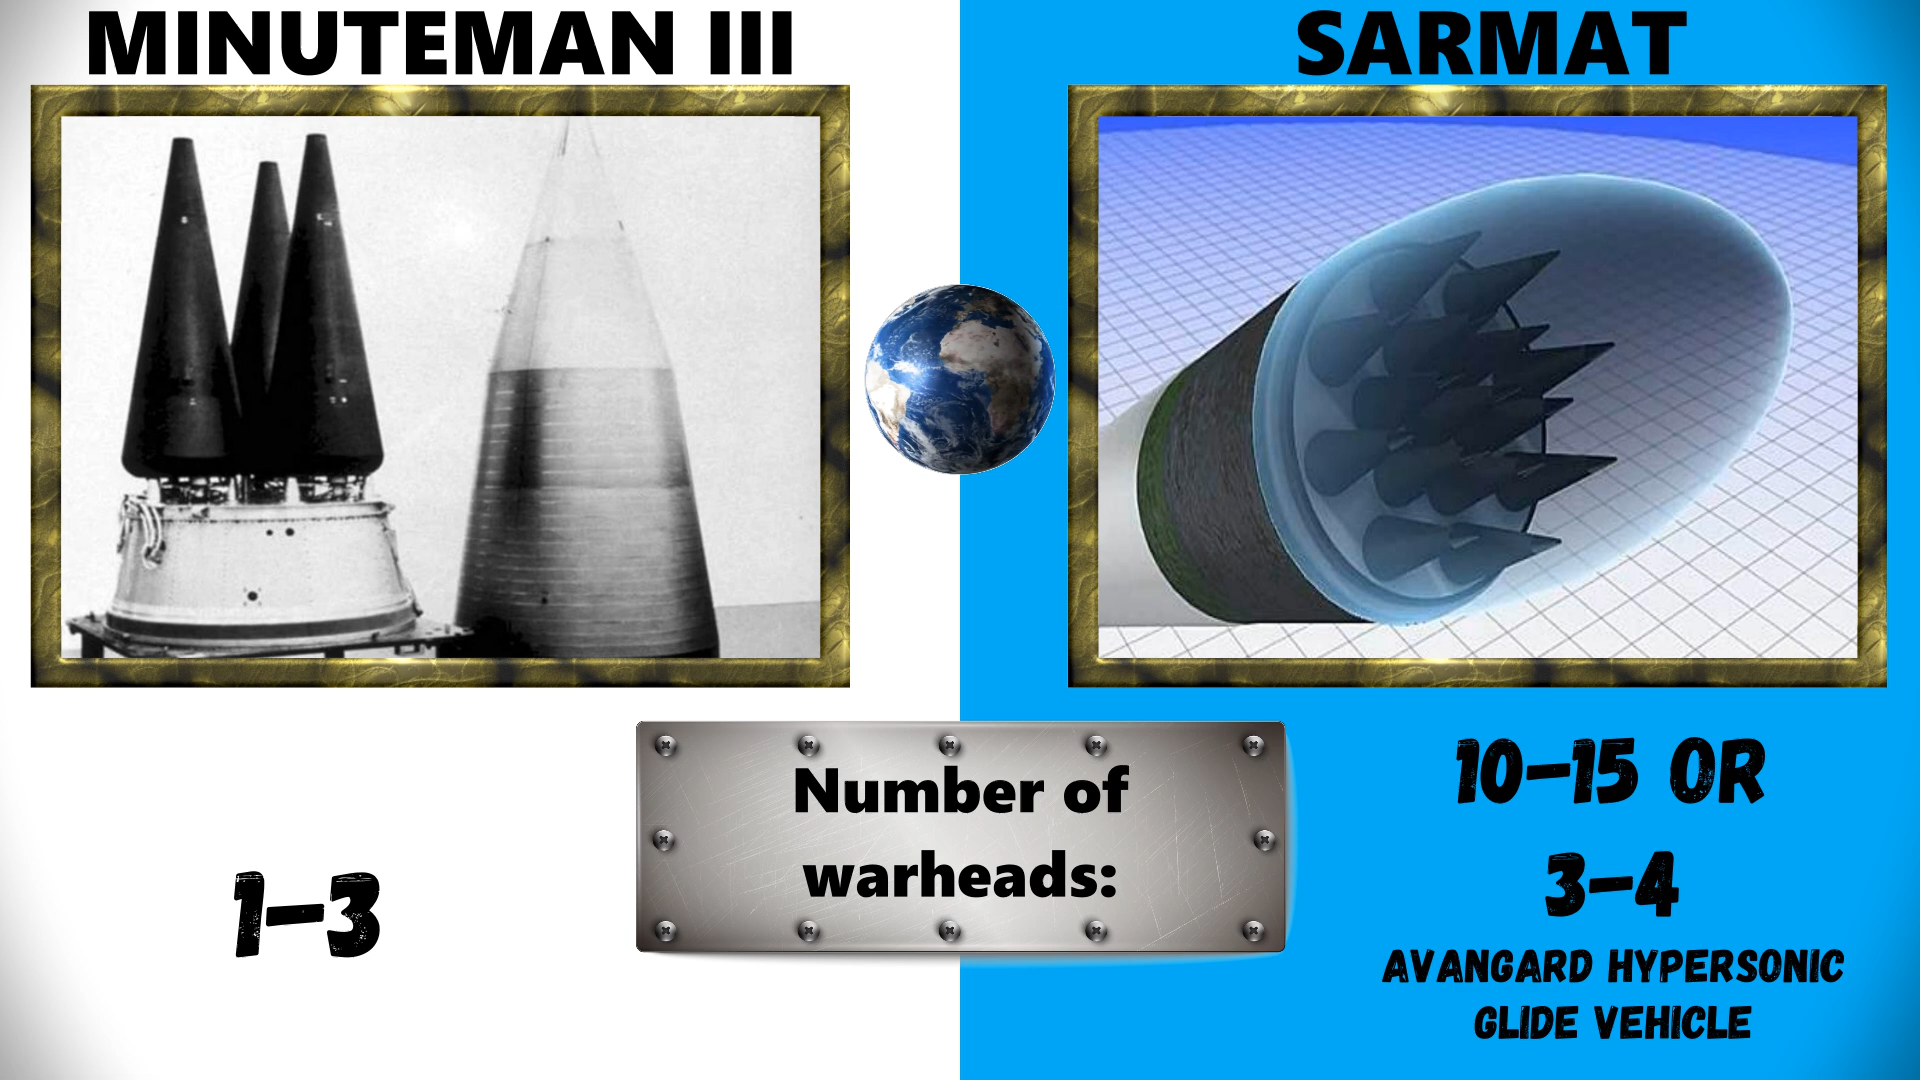 MINUTEMAN III
SARMAT
Number of
warheads:
1-3
10-15 OR
3-4
AVANGARD HYPERSONIC
GLIDE VEHICLE